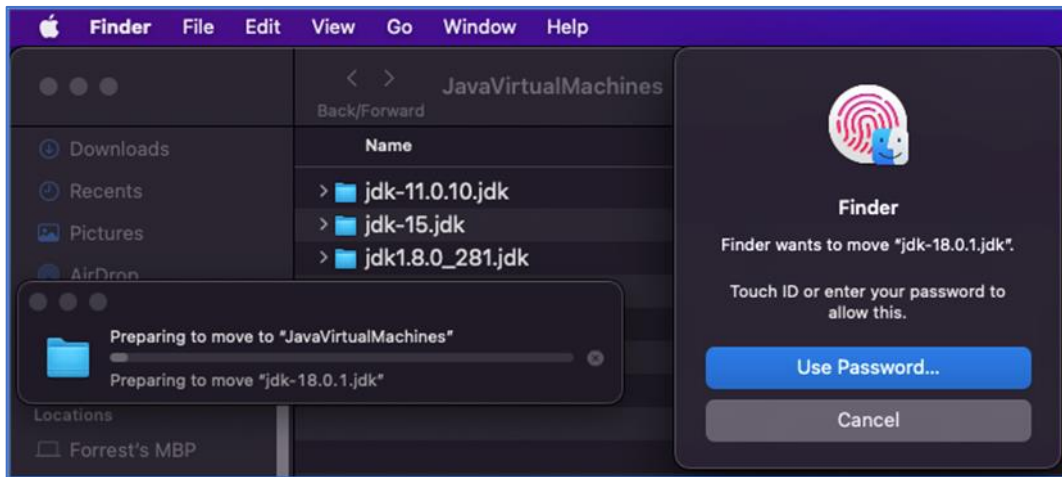 Finder File Edit View Go Window Help
JavaVirtualMachines
Back/Forward
Downloads
Recents
Pictures
AirDrop
Locations
Forrest's MBP
Name
jdk-11.0.10.jdk
jdk-15.jdk
jdk1.8.0_281.jdk
Preparing to move to "JavaVirtualMachines"
Preparing to move "jdk-18.0.1.jdk"
Finder
Finder wants to move "jdk-18.0.1.jdk".
Touch ID or enter your password to
allow this.
Use Password...
Cancel